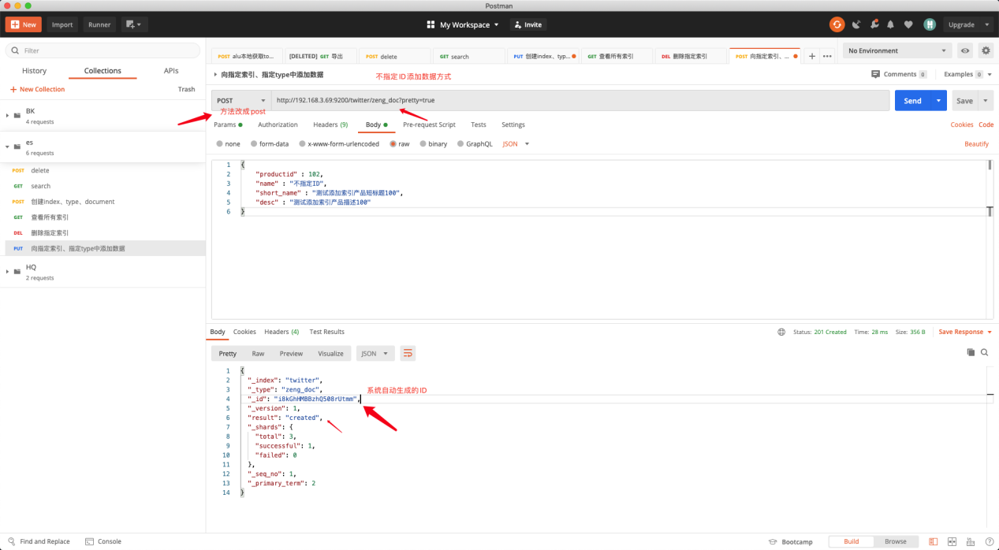 Postman
New
Import
Runner
My Workspace
Invite
Upgrade
Filter
History
Collections
APIs
New Collection
Trash
BK
4 requests
es
6 requests
POST delete
GET search
POST 创建index、type、document
GET 查看所有索引
DEL 删除指定索引
PUT 向指定索引、指定type中添加数据
HQ
2 requests
POST alu本地获取to...
[DELETED] GET 导出
POST delete
GET search
PUT 创建index、typ...
GET 查看所有索引
DEL 删除指定索引
POST 向指定索引、...
No Environment
向指定索引、指定type中添加数据
不指定ID添加数据方式
Comments 0
Examples 0
POST
http://192.168.3.69:9200/twitter/zeng_doc?pretty=true
Send
Save
方法改成post
Params
Authorization
Headers (9)
Body
Pre-request Script
Tests
Settings
Cookies
Code
none
form-data
x-www-form-urlencoded
raw
binary
GraphQL
JSON
Beautify
1 {
2 "productid" : 102,
3 "name" : "不指定ID",
4 "short_name" : "测试添加索引产品短标题100",
5 "desc" : "测试添加索引产品描述100"
6 }
Body
Cookies
Headers (4)
Test Results
Status: 201 Created
Time: 28 ms
Size: 356 B
Save Response
Pretty
Raw
Preview
Visualize
JSON
1 {
2 "_index": "twitter",
3 "_type": "zeng_doc",
系统自动生成的ID
4 "_id": "i8kGhHMBBzhQ508rUtmm",
5 "_version": 1,
6 "result": "created",
7 "_shards": {
8 "total": 3,
9 "successful": 1,
10 "failed": 0
11 },
12 "_seq_no": 1,
13 "_primary_term": 2
14 }
Find and Replace
Console
Bootcamp
Build
Browse